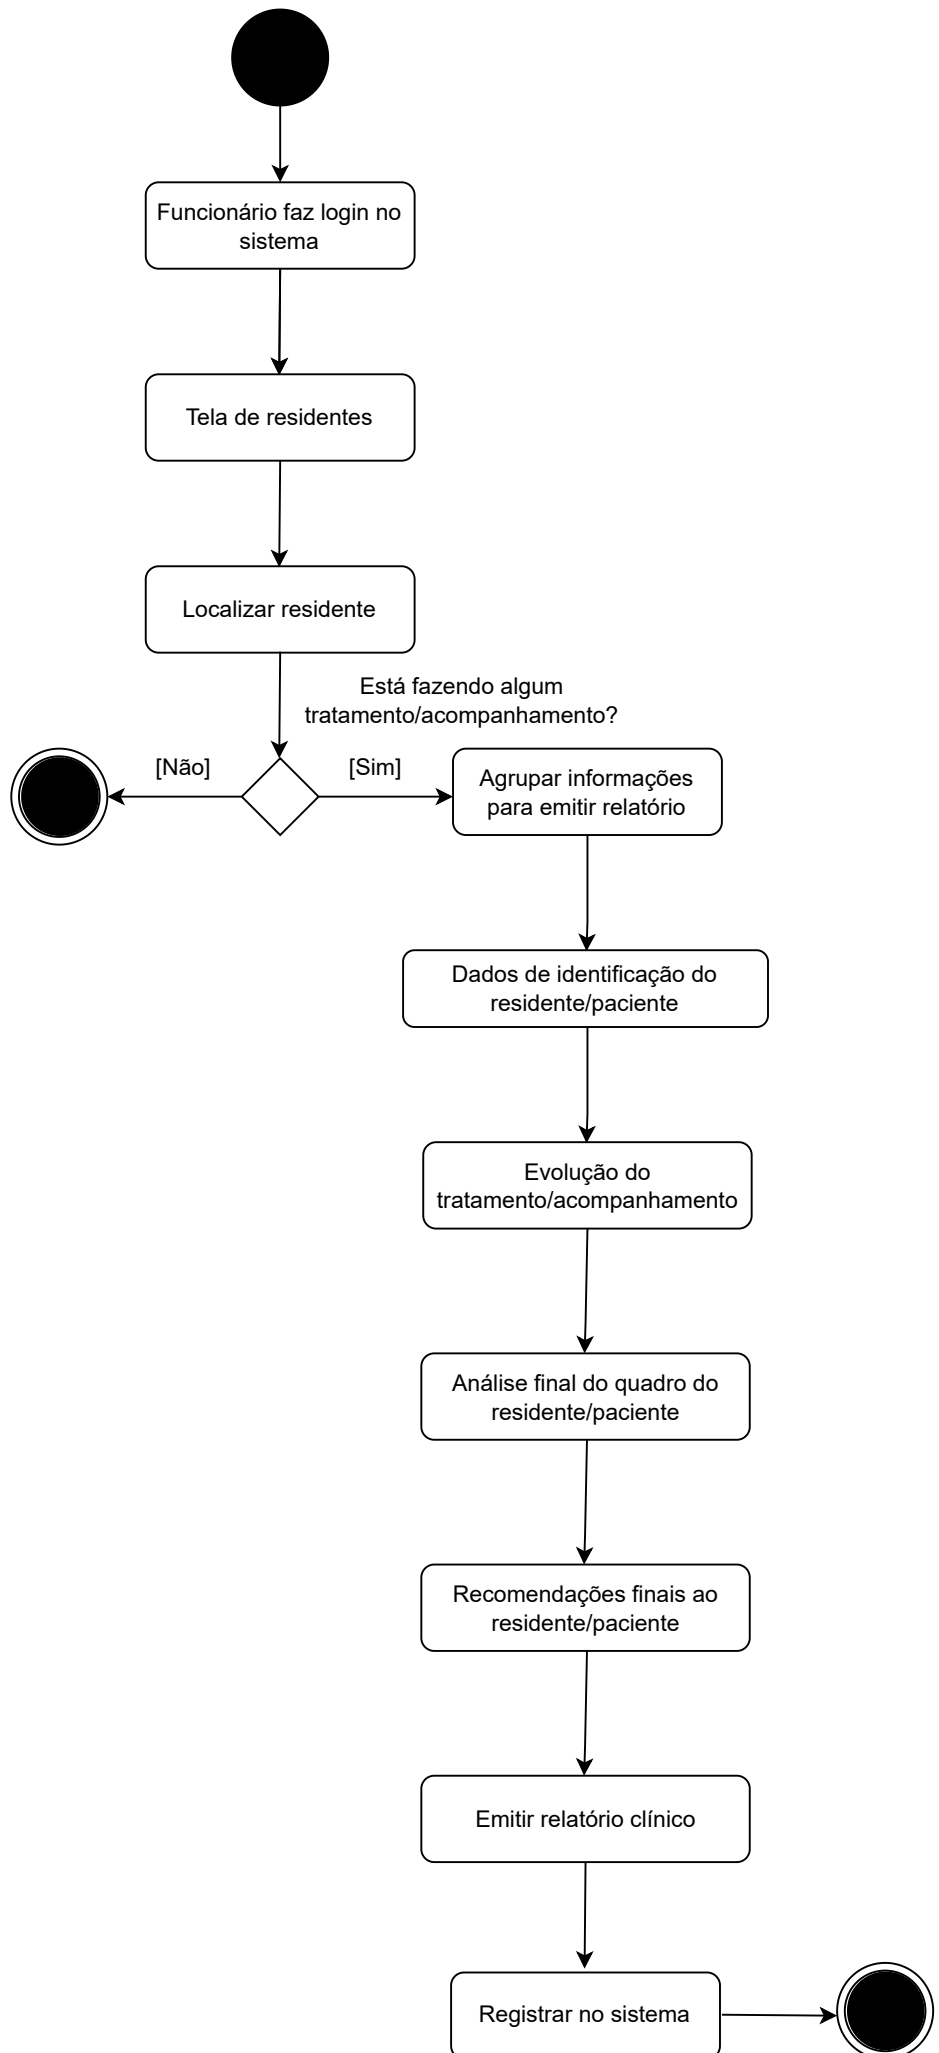 Funcionário faz login no
sistema
Tela de residentes
Localizar residente
Está fazendo algum
tratamento/acompanhamento?
[Não]
[Sim]
Agrupar informações
para emitir relatório
Dados de identificação do
residente/paciente
Evolução do
tratamento/acompanhamento
Análise final do quadro do
residente/paciente
Recomendações finais ao
residente/paciente
Emitir relatório clínico
Registrar no sistema